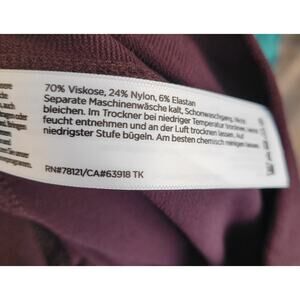 70% Viskose, 24% Nylon, 6% Elastan
Separate Maschinenwäsche kalt, Schonwaschgang, Nicht
bleichen. Im Trockner bei niedriger Temperatur trocknen, leicht
feucht entnehmen und an der Luft trocknen lassen. Auf
niedrigster Stufe bügeln. Am besten chemisch reinigen lassen.
RN#78121/CA#63918 TK